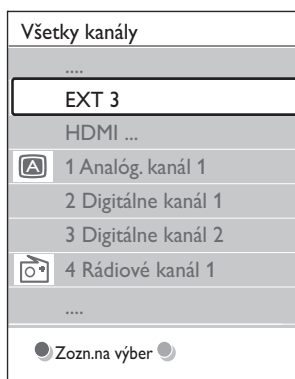 Všetky kanály
....
EXT 3
HDMI ...
A 1 Analóg. kanál 1
2 Digitálne kanál 1
3 Digitálne kanál 2
4 Rádiové kanál 1
....
Zozn.na výber